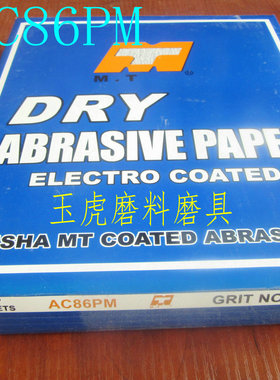 AC86PM
M.T
DRY
ABRASIVE PAPE
ELECTRO COATED
玉虎磨料磨具
SHA MT COATED ABRAS
ETS
AC86PM
GRIT NO